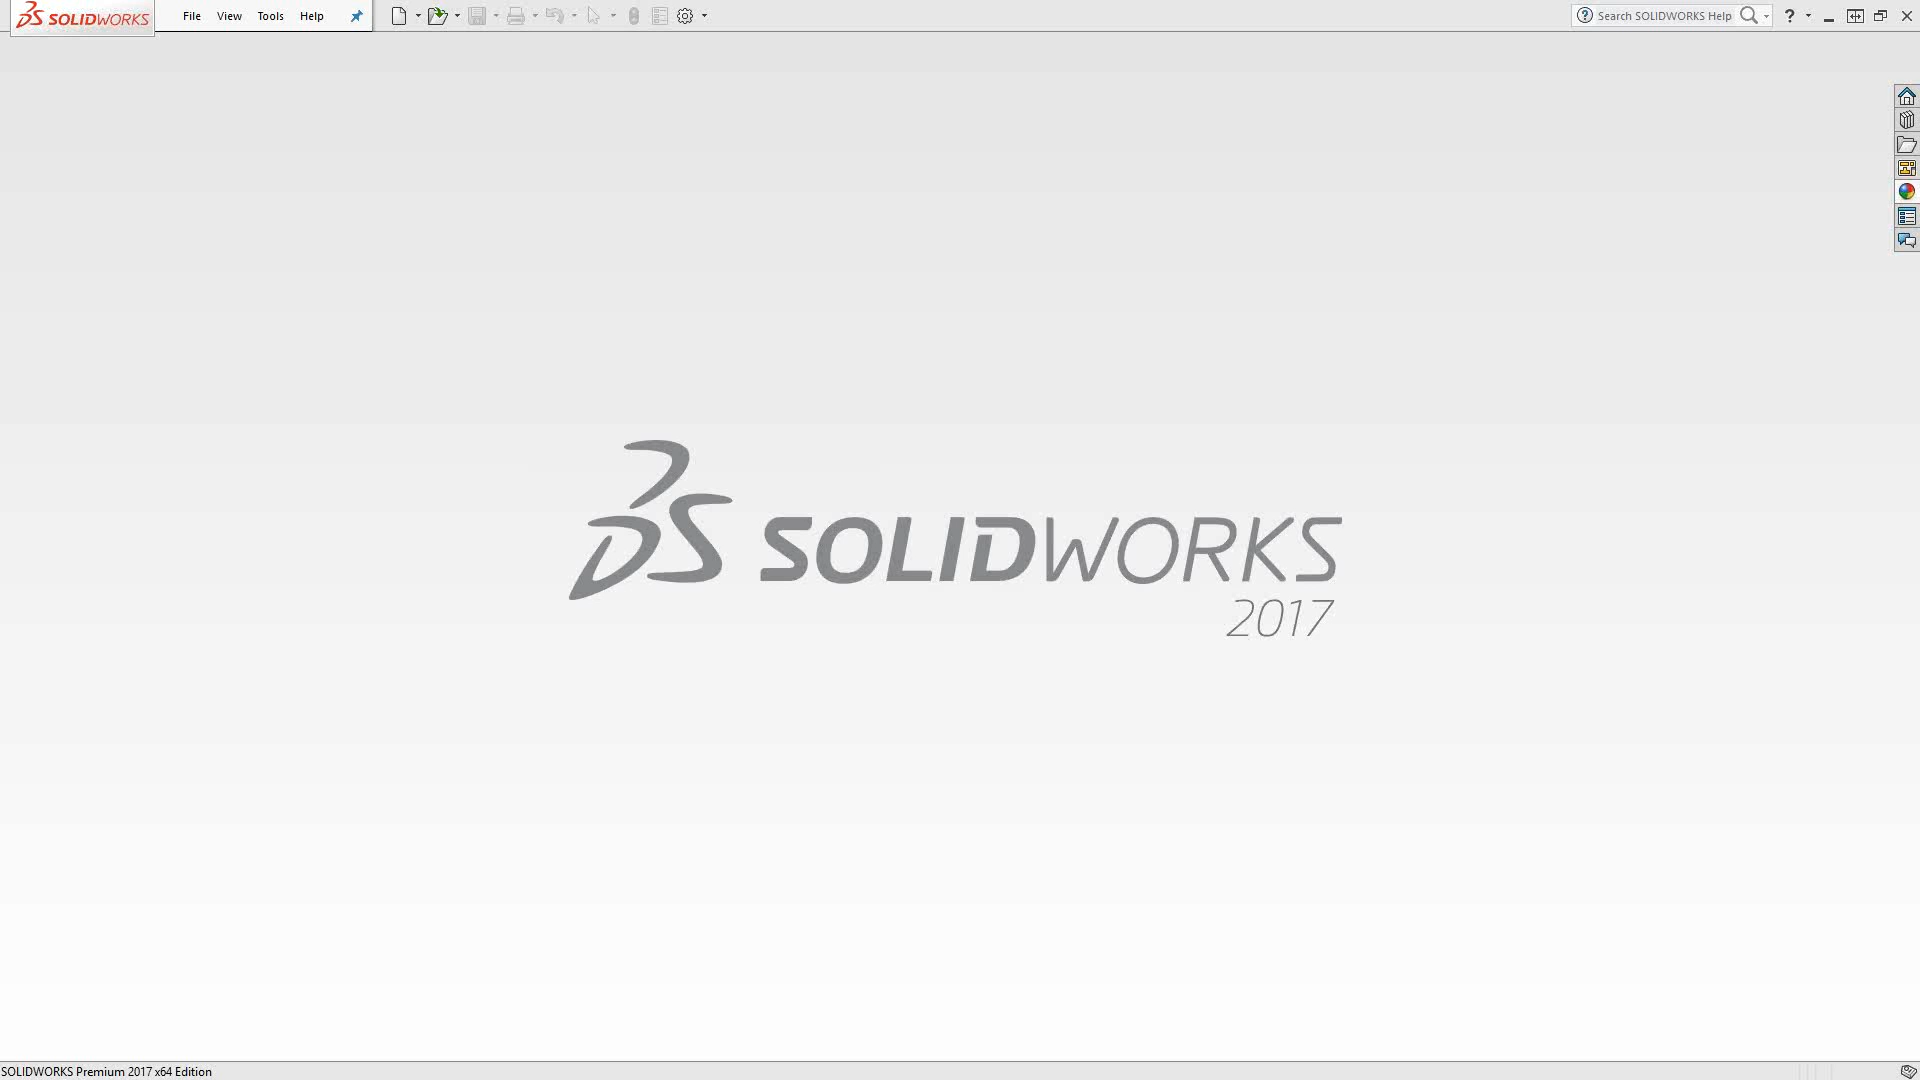 SOLIDWORKS File View Tools Help Search SOLIDWORKS Help ?
SOLIDWORKS
2017
SOLIDWORKS Premium 2017 x64 Edition